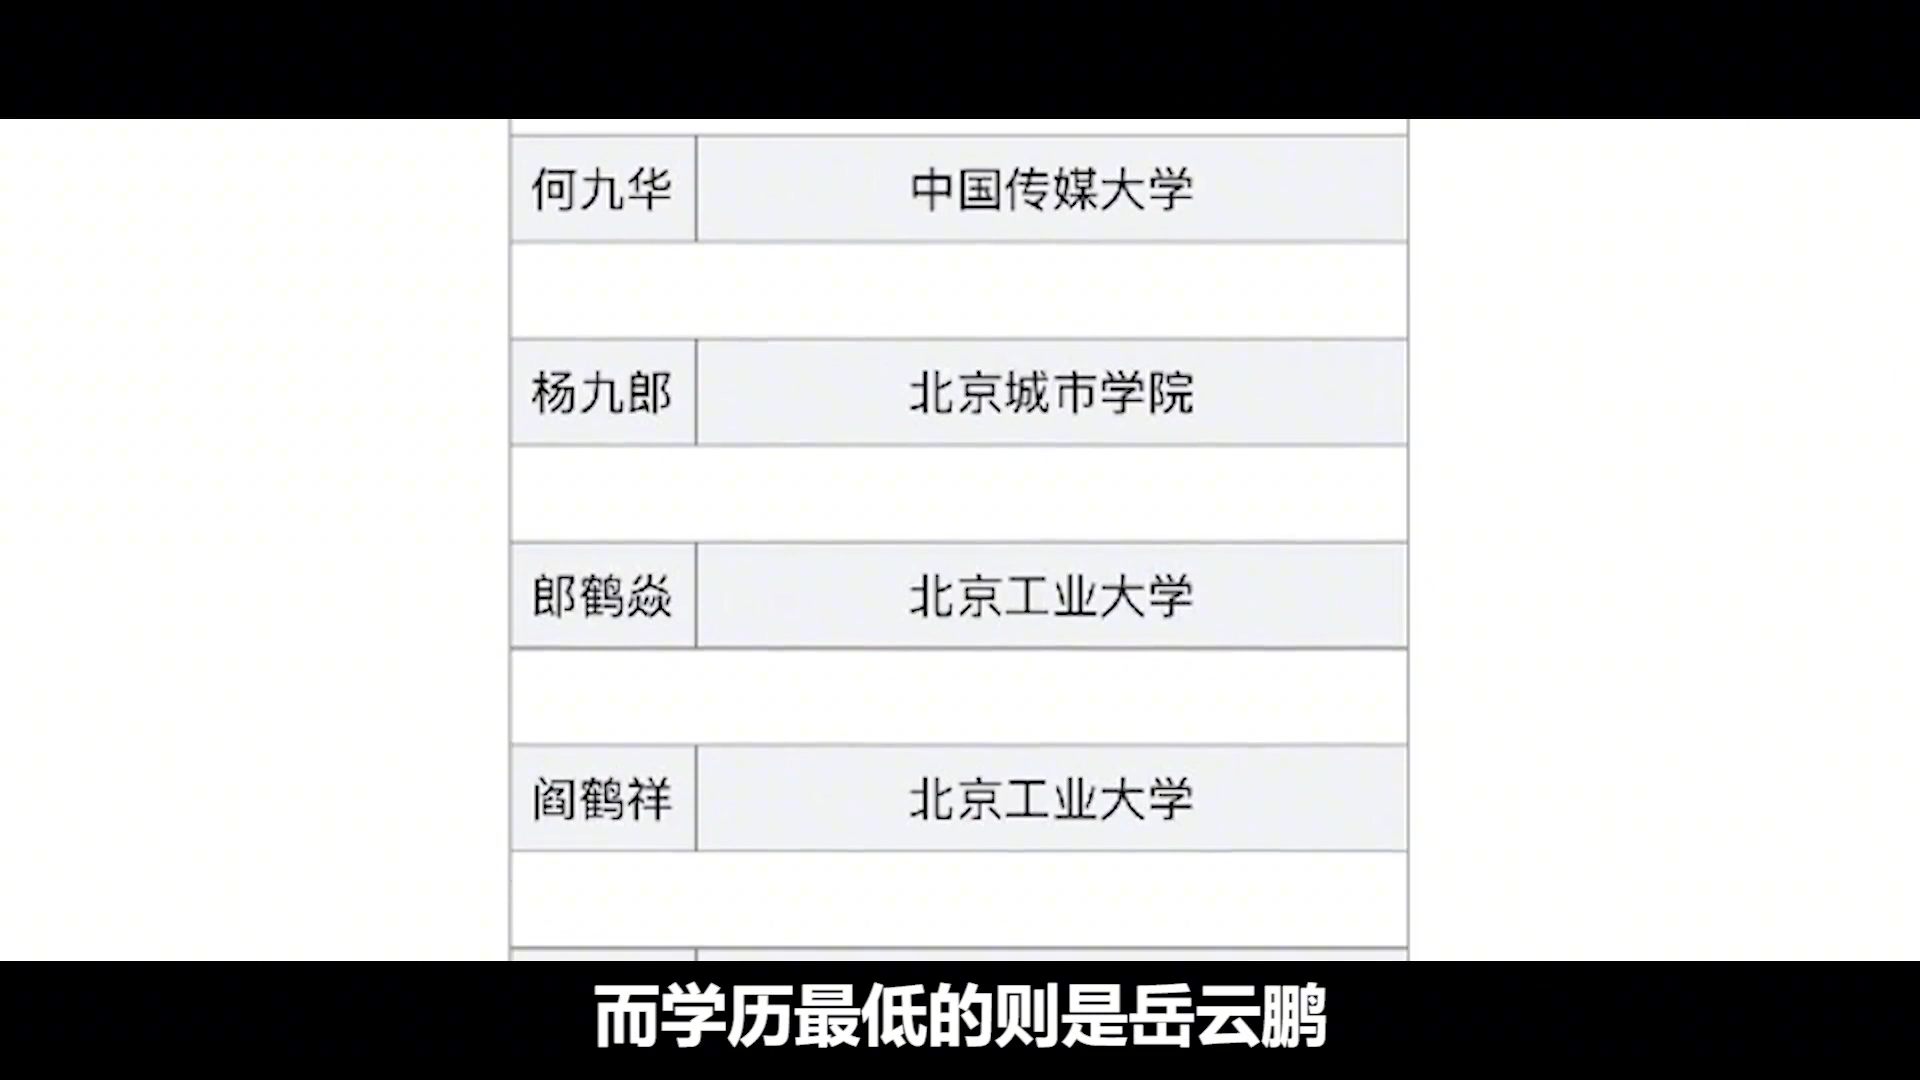 何九华 中国传媒大学
杨九郎 北京城市学院
郎鹤焱 北京工业大学
阎鹤祥 北京工业大学
而学历最低的则是岳云鹏